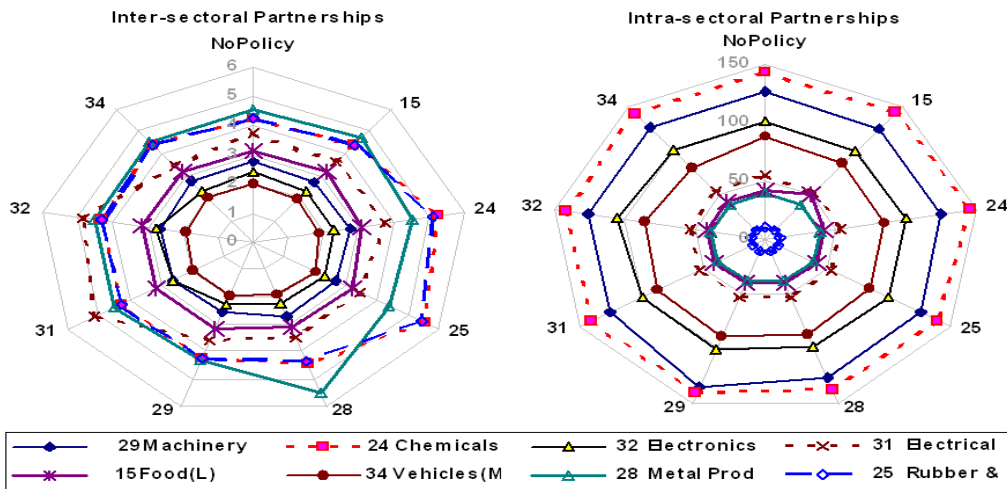 Inter-sectoral Partnerships
NoPolicy
6
5
4
3
2
1
0
15
24
25
28
29
31
32
34
Intra-sectoral Partnerships
NoPolicy
150
100
50
0
15
24
25
28
29
31
32
34
29 Machinery
24 Chemicals
32 Electronics
31 Electrical
15 Food(L)
34 Vehicles(M
28 Metal Prod
25 Rubber &